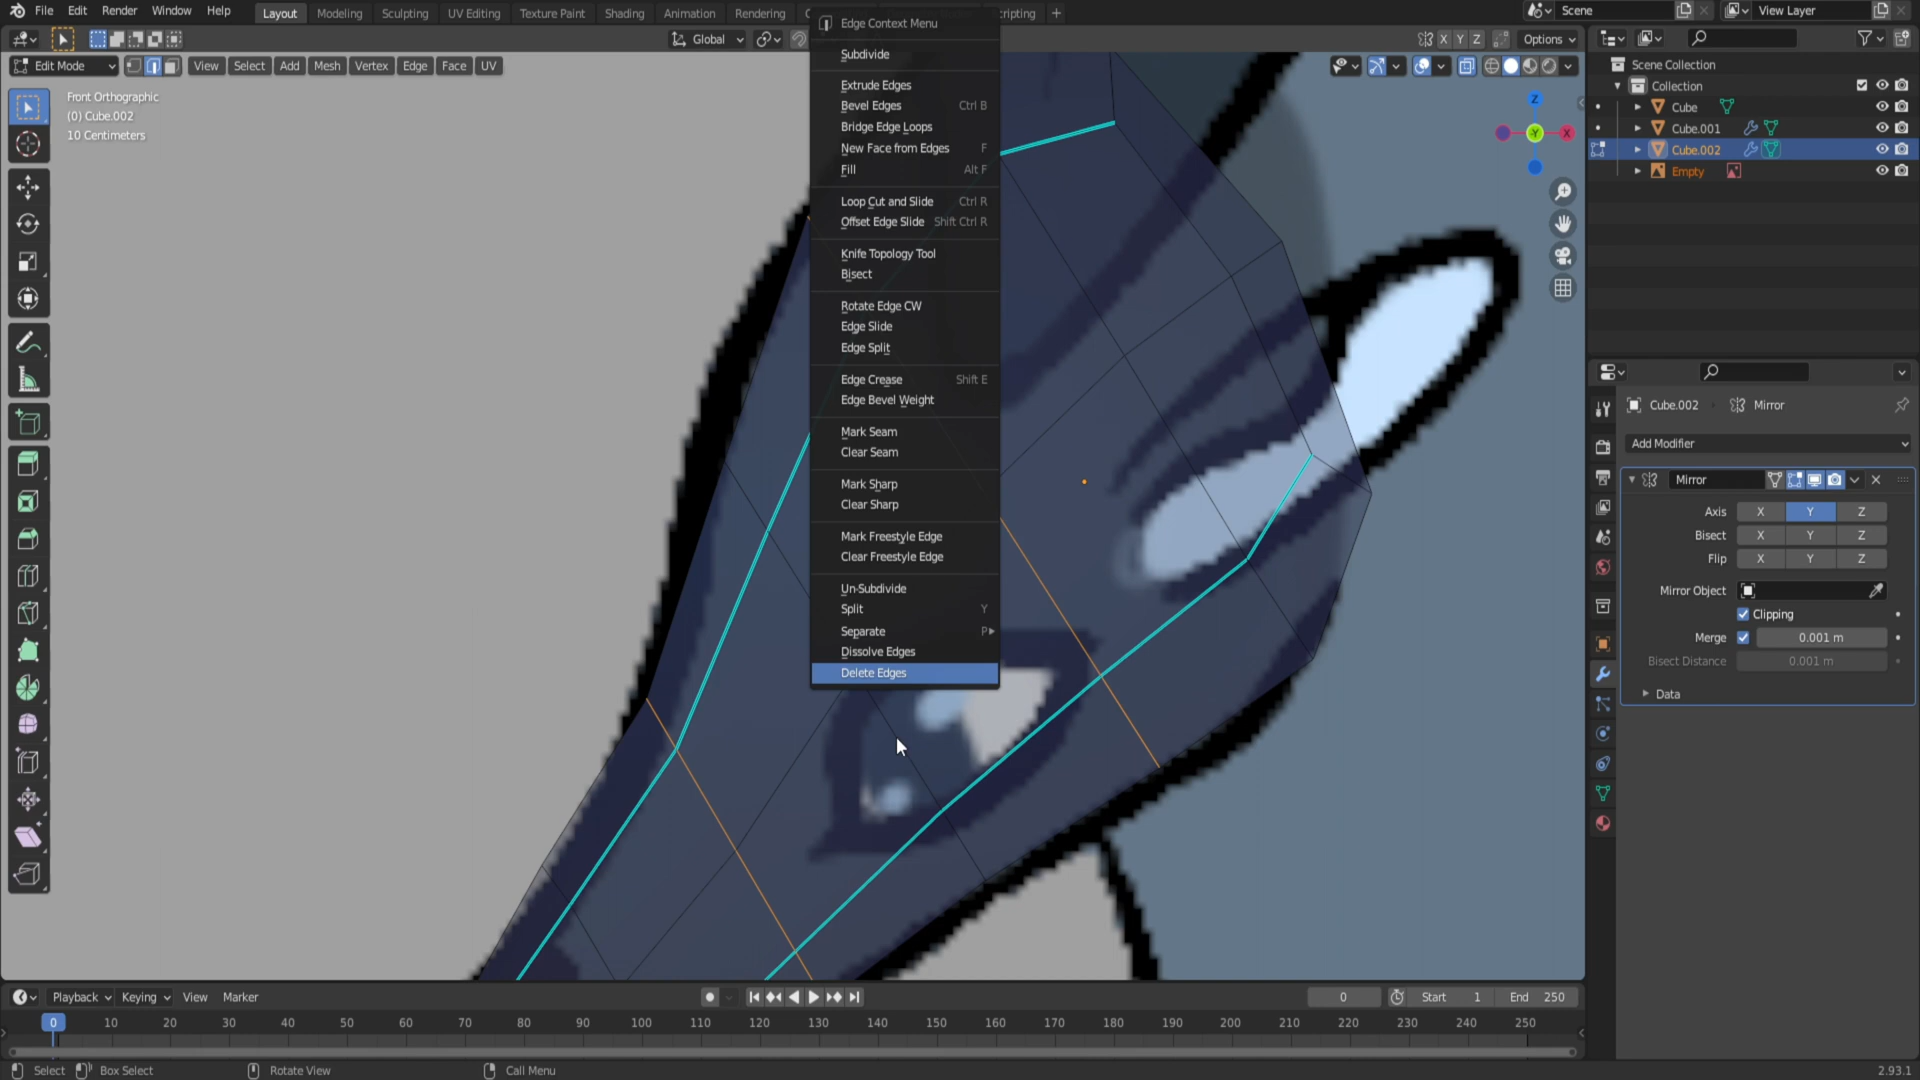 File Edit Render Window Help
Layout Modeling Sculpting UV Editing Texture Paint Shading Animation Rendering
Scene
View Layer
Global
X Y Z
Options
Edit Mode
View Select Add Mesh Vertex Edge Face UV
Front Orthographic
(0) Cube.002
10 Centimeters
Edge Context Menu
Subdivide
Extrude Edges
Bevel Edges Ctrl B
Bridge Edge Loops
New Face from Edges F
Fill Alt F
Loop Cut and Slide Ctrl R
Offset Edge Slide Shift Ctrl R
Knife Topology Tool
Bisect
Rotate Edge CW
Edge Slide
Edge Split
Edge Crease Shift E
Edge Bevel Weight
Mark Seam
Clear Seam
Mark Sharp
Clear Sharp
Mark Freestyle Edge
Clear Freestyle Edge
Un-Subdivide
Split Y
Separate P
Dissolve Edges
Delete Edges
Z
Y
X
Scene Collection
Collection
Cube
Cube.001
Cube.002
Empty
Cube.002 Mirror
Add Modifier
Mirror
Axis X Y Z
Bisect X Y Z
Flip X Y Z
Mirror Object
Clipping
Merge 0.001 m
Bisect Distance 0.001 m
Data
Playback Keying View Marker
0 Start 1 End 250
0 10 20 30 40 50 60 70 80 90 100 110 120 130 140 150 160 170 180 190 200 210 220 230 240 250
Select Box Select Rotate View Call Menu
2.93.1